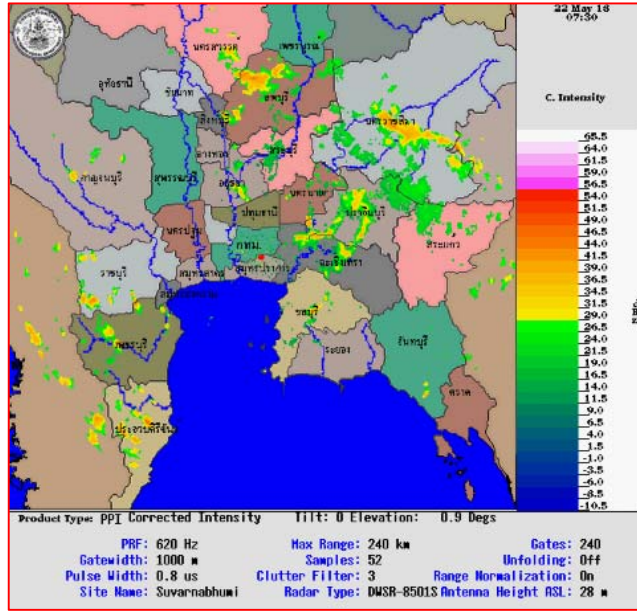 22 May 18
07:30
C. Intensity
นครสวรรค์
เพชรบูรณ์
อุทัยธานี
ชัยนาท
ลพบุรี
สิงห์บุรี
นครราชสีมา
อ่างทอง
สระบุรี
กาญจนบุรี
สุพรรณบุรี
อยุธยา
นครนายก
ปราจีนบุรี
ปทุมธานี
สระแก้ว
นครปฐม
กทม.
ฉะเชิงเทรา
ราชบุรี
สมุทรสาคร
สมุทรปราการ
ชลบุรี
เพชรบุรี
ระยอง
จันทบุรี
ตราด
ประจวบคีรีขันธ์
65.5
64.0
61.5
59.0
56.5
54.0
51.5
49.0
46.5
44.0
41.5
39.0
36.5
34.0
31.5
29.0
26.5
24.0
21.5
19.0
16.5
14.0
11.5
9.0
6.5
4.0
1.5
-1.0
-3.5
-6.0
-8.5
-10.5
Product Type: PPI Corrected Intensity Tilt: 0 Elevation: 0.9 Degs
PRF: 620 Hz Max Range: 240 km Gates: 240
Gatewidth: 1000 m Samples: 52 Unfolding: Off
Pulse Width: 0.8 us Clutter Filter: 3 Range Normalization: On
Site Name: Suvarnabhumi Radar Type: DWSR-8501S Antenna Height ASL: 28 m